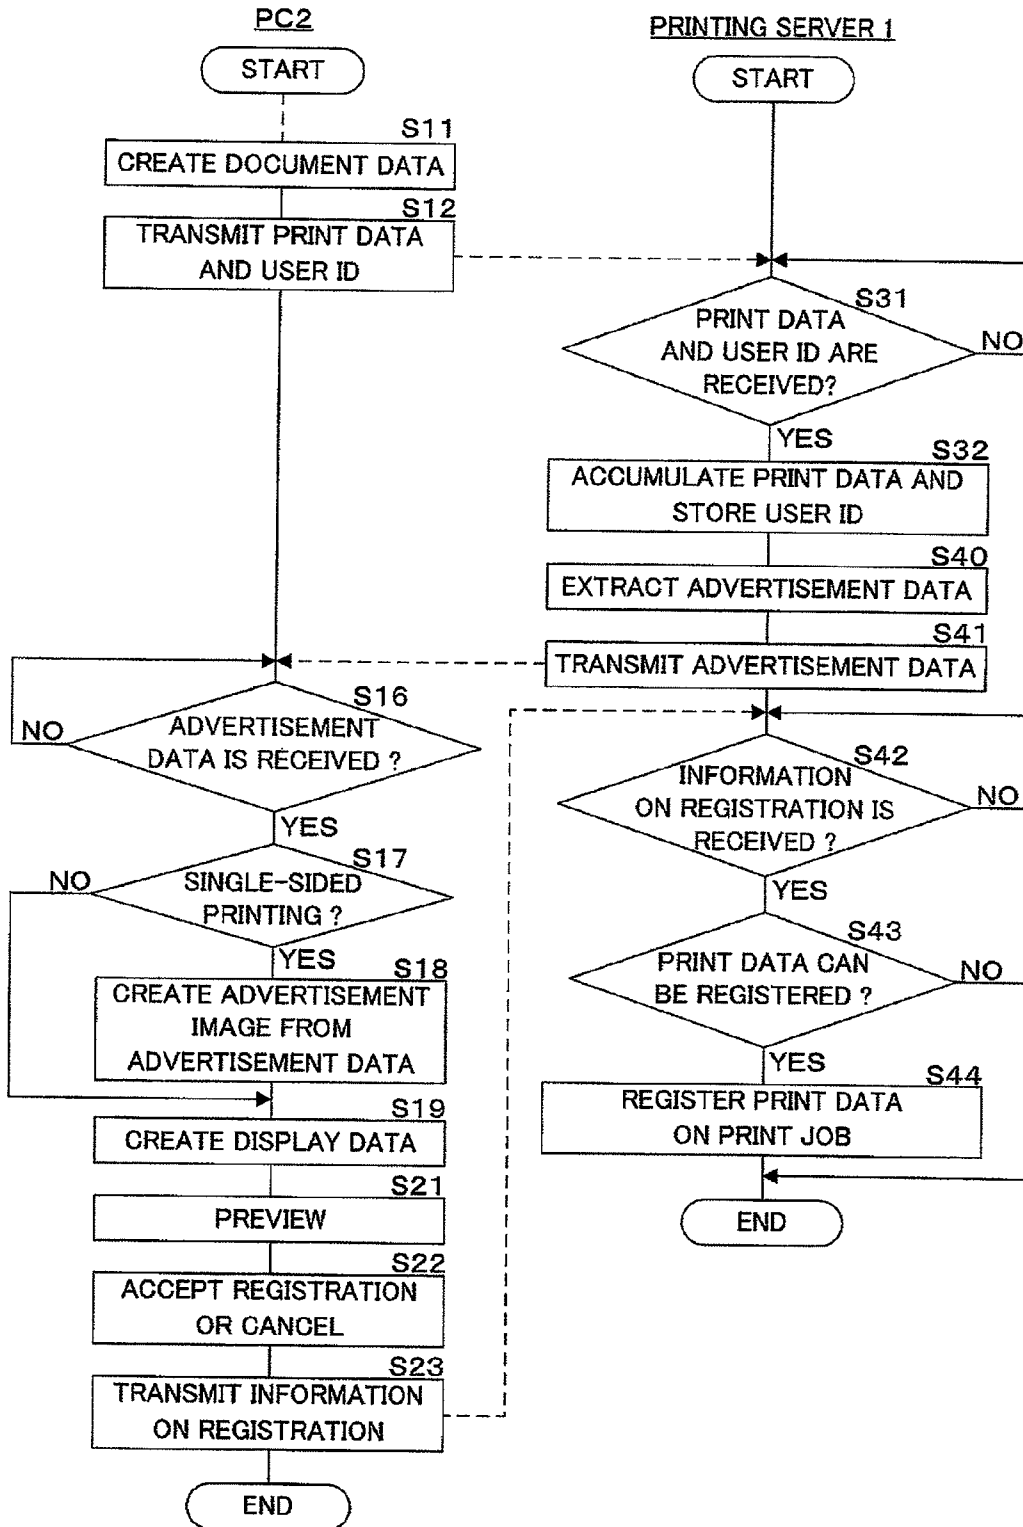 PC2
START
S11
CREATE DOCUMENT DATA
S12
TRANSMIT PRINT DATA
AND USER ID
S16
ADVERTISEMENT
DATA IS RECEIVED ?
NO
YES
S17
SINGLE-SIDED
PRINTING ?
NO
YES
S18
CREATE ADVERTISEMENT
IMAGE FROM
ADVERTISEMENT DATA
S19
CREATE DISPLAY DATA
S21
PREVIEW
S22
ACCEPT REGISTRATION
OR CANCEL
S23
TRANSMIT INFORMATION
ON REGISTRATION
END
PRINTING SERVER 1
START
S31
PRINT DATA
AND USER ID ARE
RECEIVED?
NO
YES
S32
ACCUMULATE PRINT DATA AND
STORE USER ID
S40
EXTRACT ADVERTISEMENT DATA
S41
TRANSMIT ADVERTISEMENT DATA
S42
INFORMATION
ON REGISTRATION IS
RECEIVED ?
NO
YES
S43
PRINT DATA CAN
BE REGISTERED ?
NO
YES
S44
REGISTER PRINT DATA
ON PRINT JOB
END